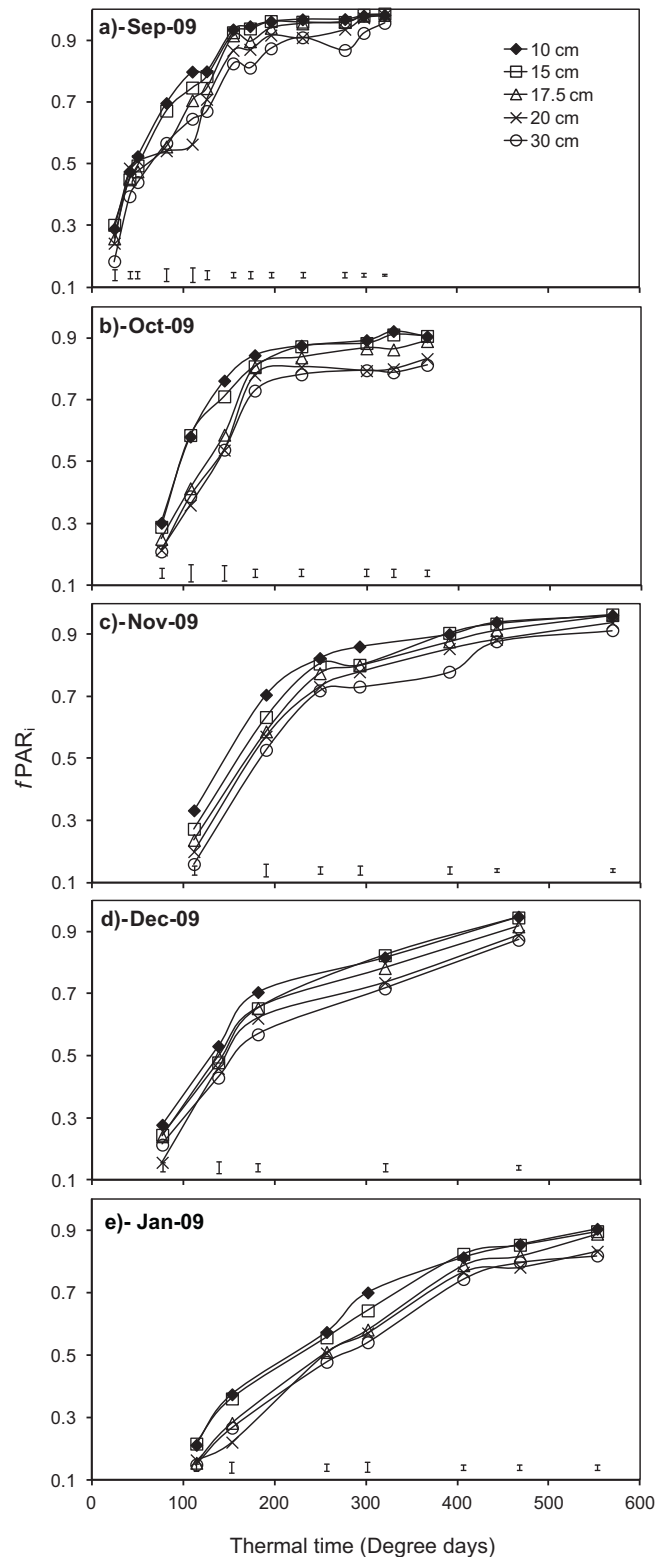 a)-Sep-09
10 cm
15 cm
17.5 cm
20 cm
30 cm
0.9
0.7
0.5
0.3
0.1
b)-Oct-09
0.9
0.7
0.5
0.3
0.1
c)-Nov-09
0.9
0.7
0.5
0.3
0.1
d)-Dec-09
0.9
0.7
0.5
0.3
0.1
e)- Jan-09
0.9
0.7
0.5
0.3
0.1
0 100 200 300 400 500 600
fPARi
Thermal time (Degree days)